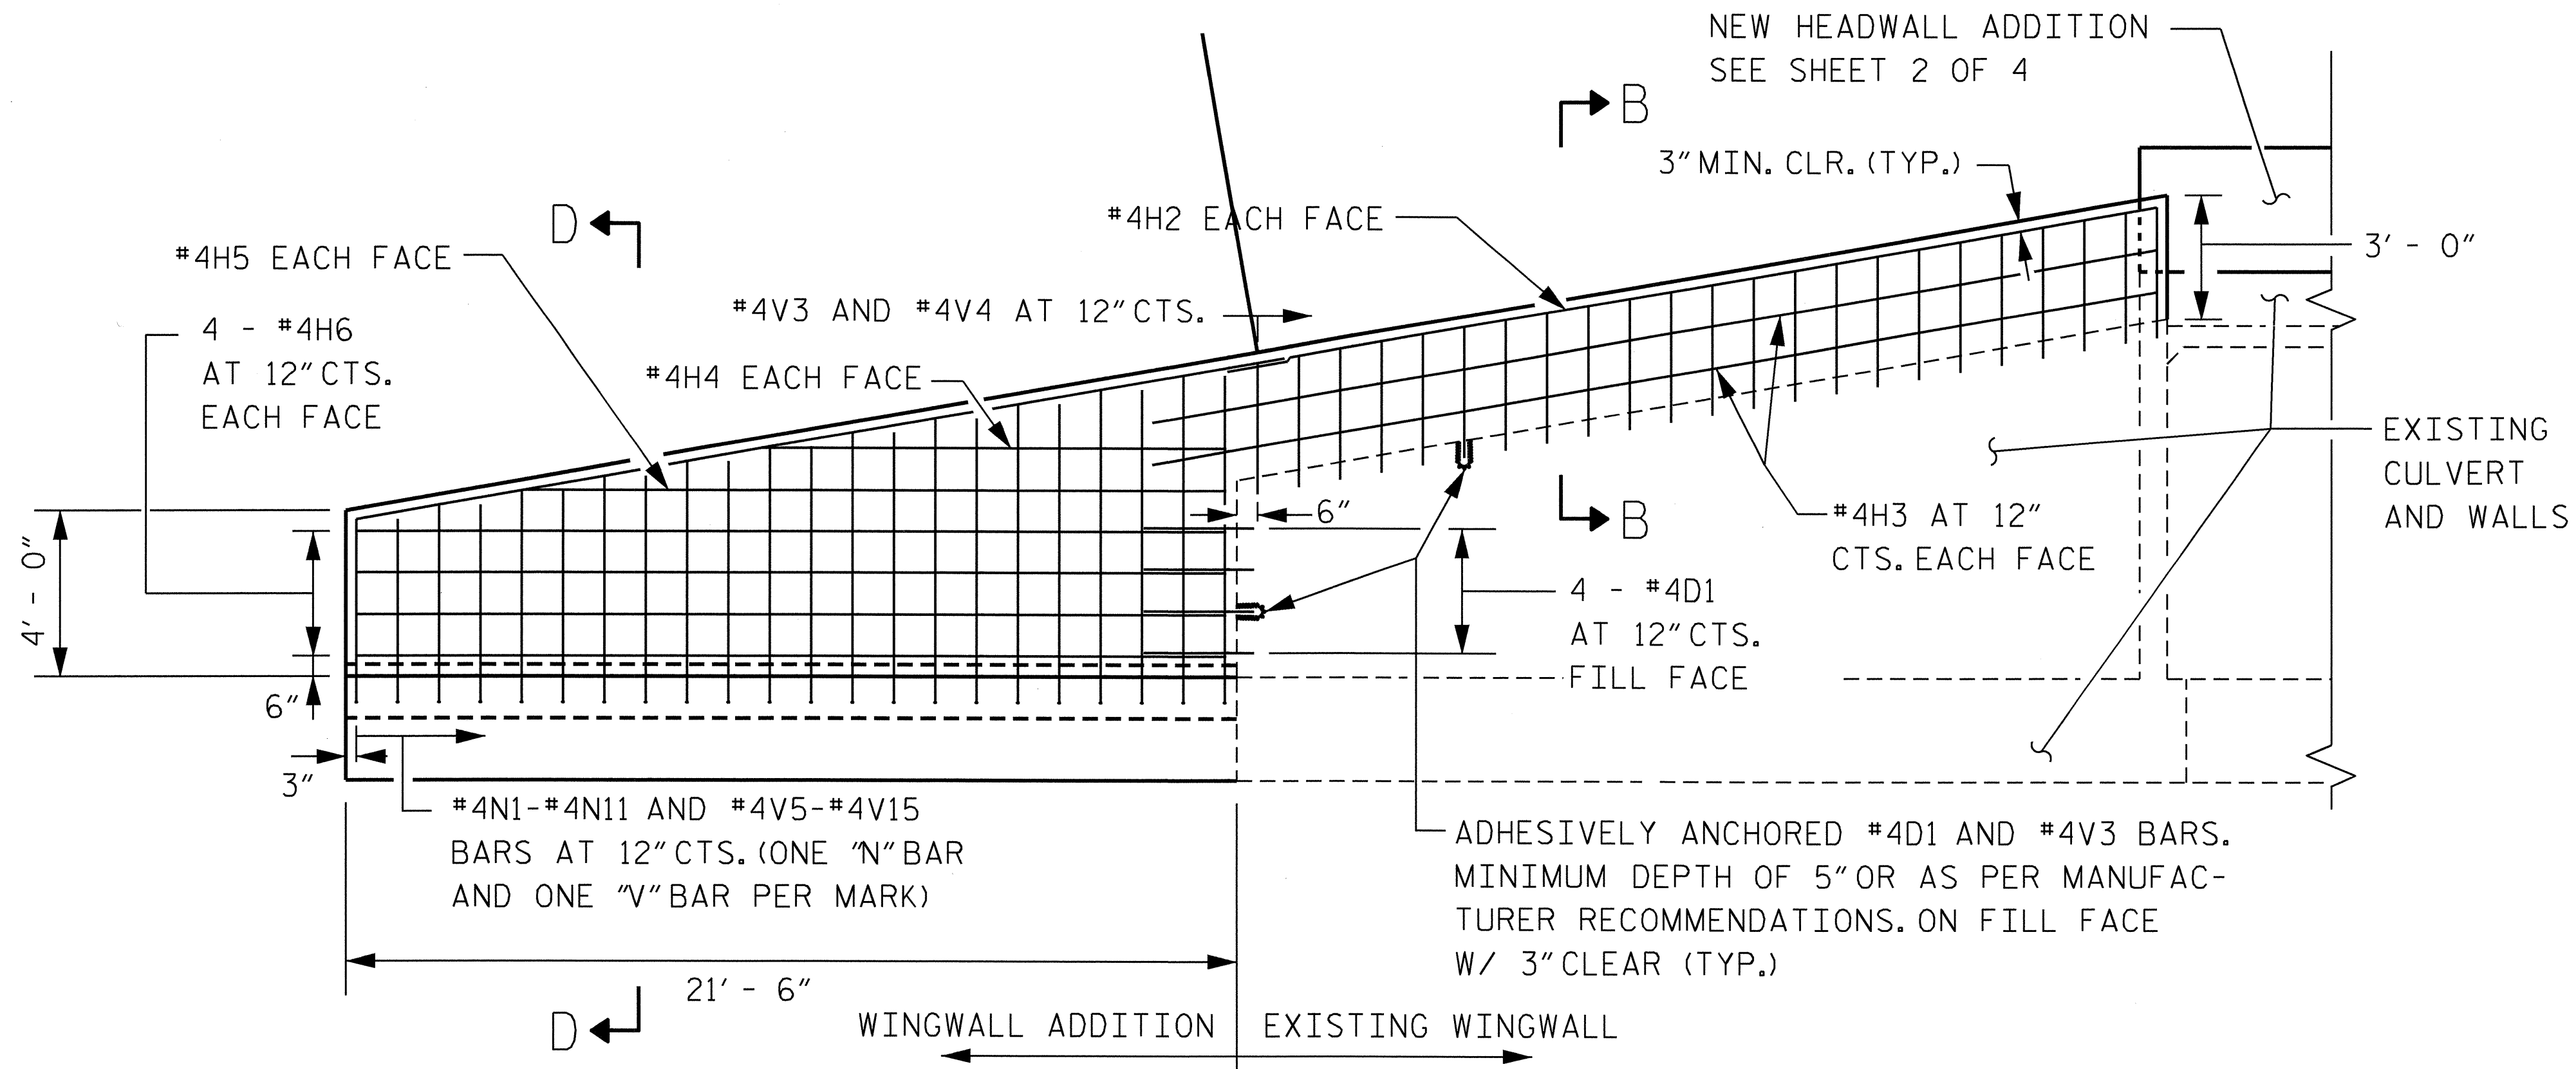 NEW HEADWALL ADDITION
SEE SHEET 2 OF 4
B
3" MIN. CLR. (TYP.)
D
#4H2 EACH FACE
#4H5 EACH FACE
3' - 0"
#4V3 AND #4V4 AT 12" CTS.
4 - #4H6
AT 12" CTS.
EACH FACE
#4H4 EACH FACE
EXISTING
CULVERT
AND WALLS
6"
B
#4H3 AT 12"
CTS. EACH FACE
4' - 0"
4 - #4D1
AT 12" CTS.
FILL FACE
6"
3"
#4N1-#4N11 AND #4V5-#4V15
BARS AT 12" CTS. (ONE "N" BAR
AND ONE "V" BAR PER MARK)
ADHESIVELY ANCHORED #4D1 AND #4V3 BARS.
MINIMUM DEPTH OF 5" OR AS PER MANUFAC-
TURER RECOMMENDATIONS. ON FILL FACE
W/ 3" CLEAR (TYP.)
21' - 6"
D
WINGWALL ADDITION
EXISTING WINGWALL